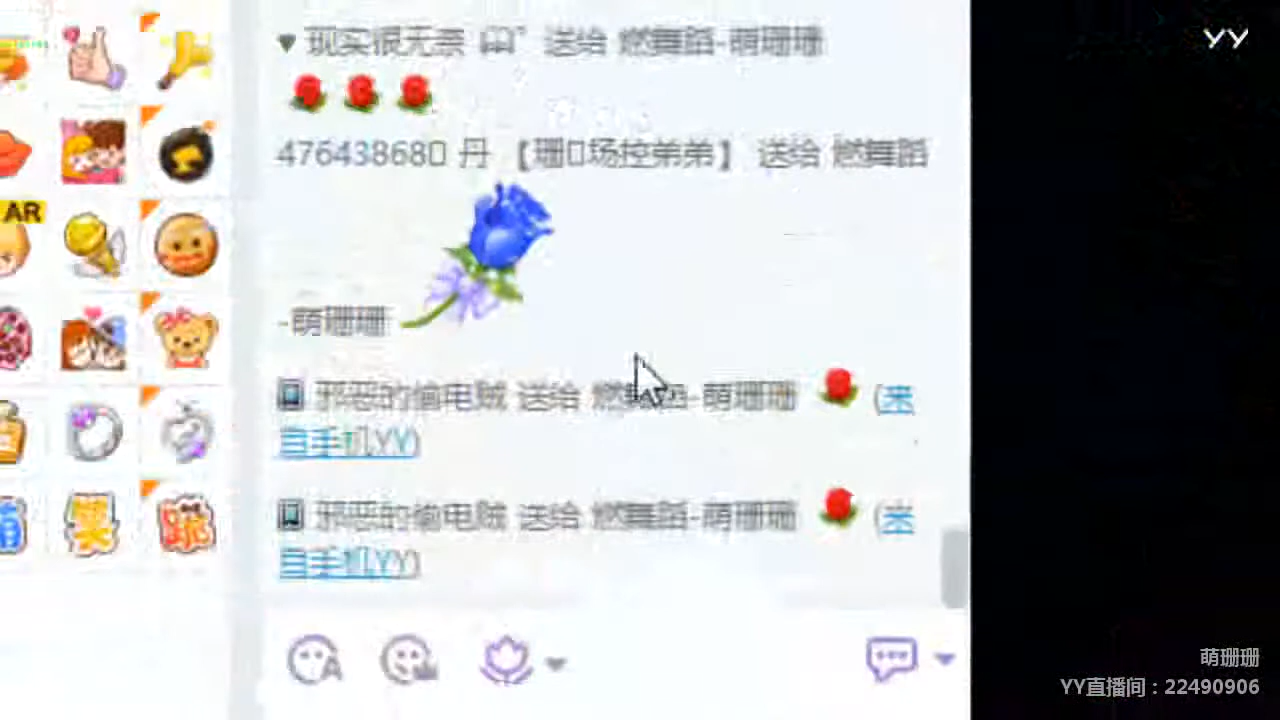 AR
♥ 现实很无奈 送给 燃舞蹈-萌珊珊
YY
476438680 丹 【珊 场控弟弟】 送给 燃舞蹈
-萌珊珊
邪恶的偷电贼 送给 燃舞蹈-萌珊珊 (来
自手机YY)
邪恶的偷电贼 送给 燃舞蹈-萌珊珊 (来
自手机YY)
萌
笑
跪
萌珊珊
YY直播间：22490906